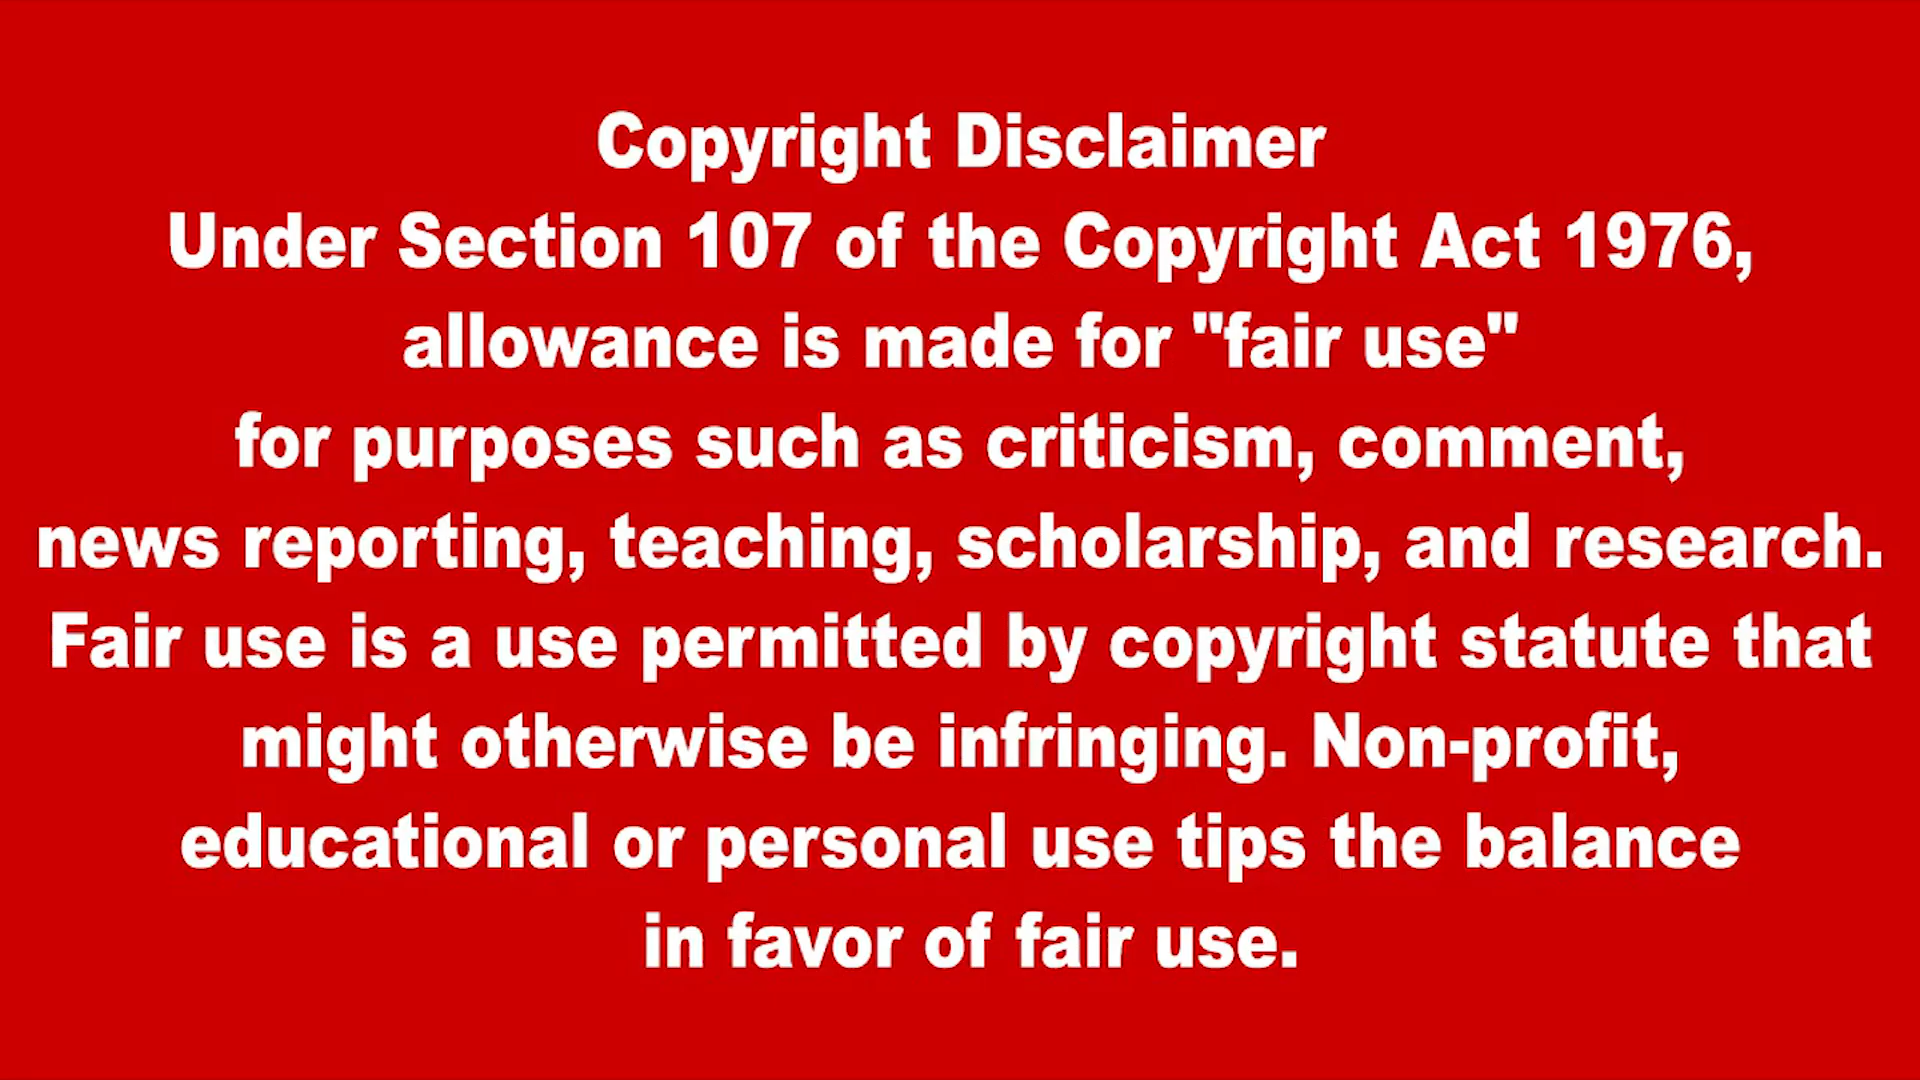 Copyright Disclaimer
Under Section 107 of the Copyright Act 1976,
allowance is made for "fair use"
for purposes such as criticism, comment,
news reporting, teaching, scholarship, and research.
Fair use is a use permitted by copyright statute that
might otherwise be infringing. Non-profit,
educational or personal use tips the balance
in favor of fair use.